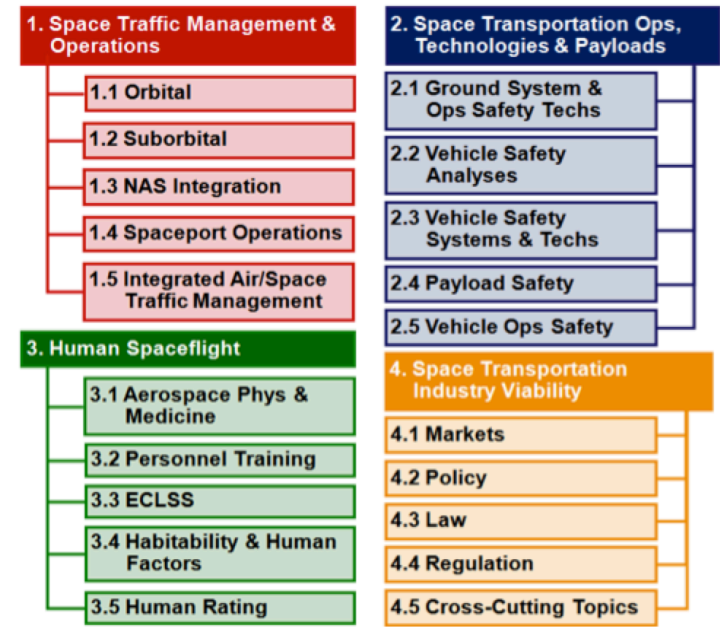 1. Space Traffic Management &
Operations
1.1 Orbital
1.2 Suborbital
1.3 NAS Integration
1.4 Spaceport Operations
1.5 Integrated Air/Space
Traffic Management
2. Space Transportation Ops,
Technologies & Payloads
2.1 Ground System &
Ops Safety Techs
2.2 Vehicle Safety
Analyses
2.3 Vehicle Safety
Systems & Techs
2.4 Payload Safety
2.5 Vehicle Ops Safety
3. Human Spaceflight
3.1 Aerospace Phys &
Medicine
3.2 Personnel Training
3.3 ECLSS
3.4 Habitability & Human
Factors
3.5 Human Rating
4. Space Transportation
Industry Viability
4.1 Markets
4.2 Policy
4.3 Law
4.4 Regulation
4.5 Cross-Cutting Topics